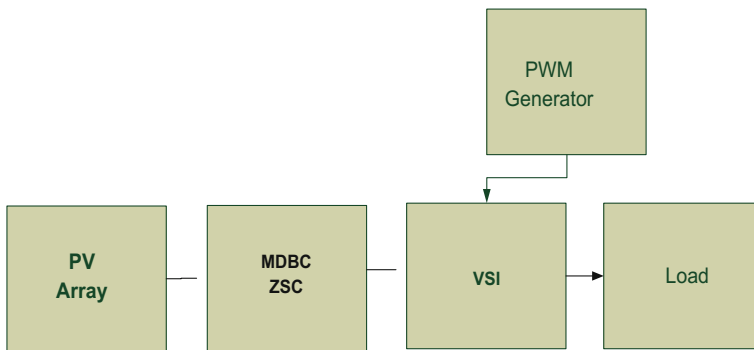 PWM
Generator
PV
Array
MDBC
ZSC
VSI
Load